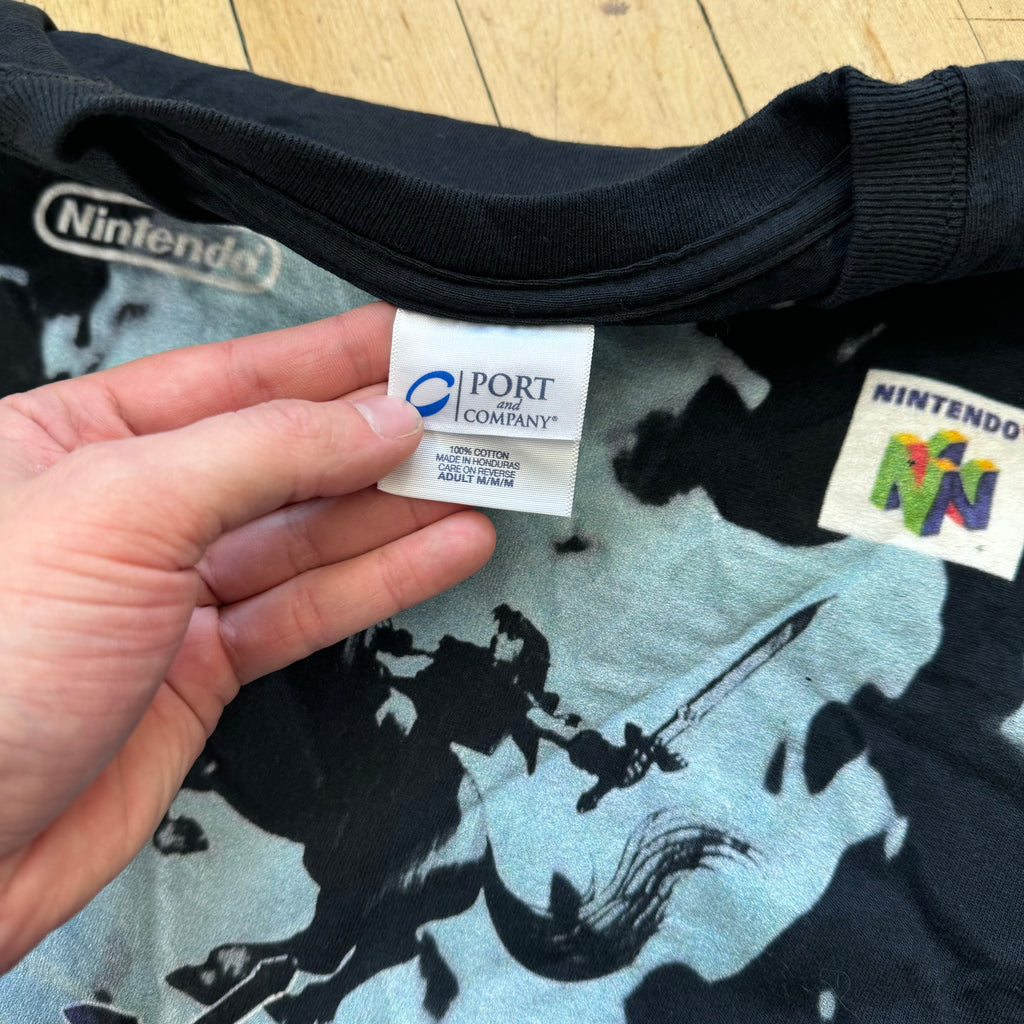 Nintendo
PORT
and
COMPANY®
100% COTTON
MADE IN HONDURAS
CARE ON REVERSE
ADULT M/M/M
NINTENDO